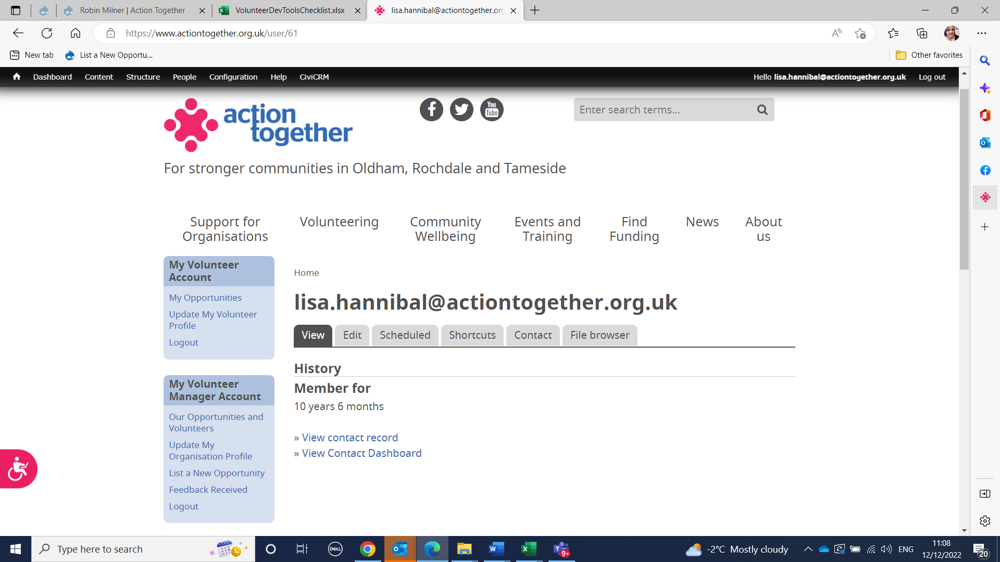 Robin Milner | Action Together
VolunteerDevToolsChecklist.xlsx
lisa.hannibal@actiontogether.org
https://www.actiontogether.org.uk/user/61
New tab
List a New Opportu...
Other favorites
Dashboard Content Structure People Configuration Help CiviCRM
Hello lisa.hannibal@actiontogether.org.uk Log out
action
together
You
Tube
Enter search terms...
For stronger communities in Oldham, Rochdale and Tameside
Support for
Organisations
Volunteering
Community
Wellbeing
Events and
Training
Find
Funding
News
About
us
My Volunteer
Account
My Opportunities
Update My Volunteer
Profile
Logout
My Volunteer
Manager Account
Our Opportunities and
Volunteers
Update My
Organisation Profile
List a New Opportunity
Feedback Received
Logout
Home
lisa.hannibal@actiontogether.org.uk
View Edit Scheduled Shortcuts Contact File browser
History
Member for
10 years 6 months
» View contact record
» View Contact Dashboard
Type here to search
DELL
9+
-2°C Mostly cloudy
ENG
11:08
12/12/2022
20